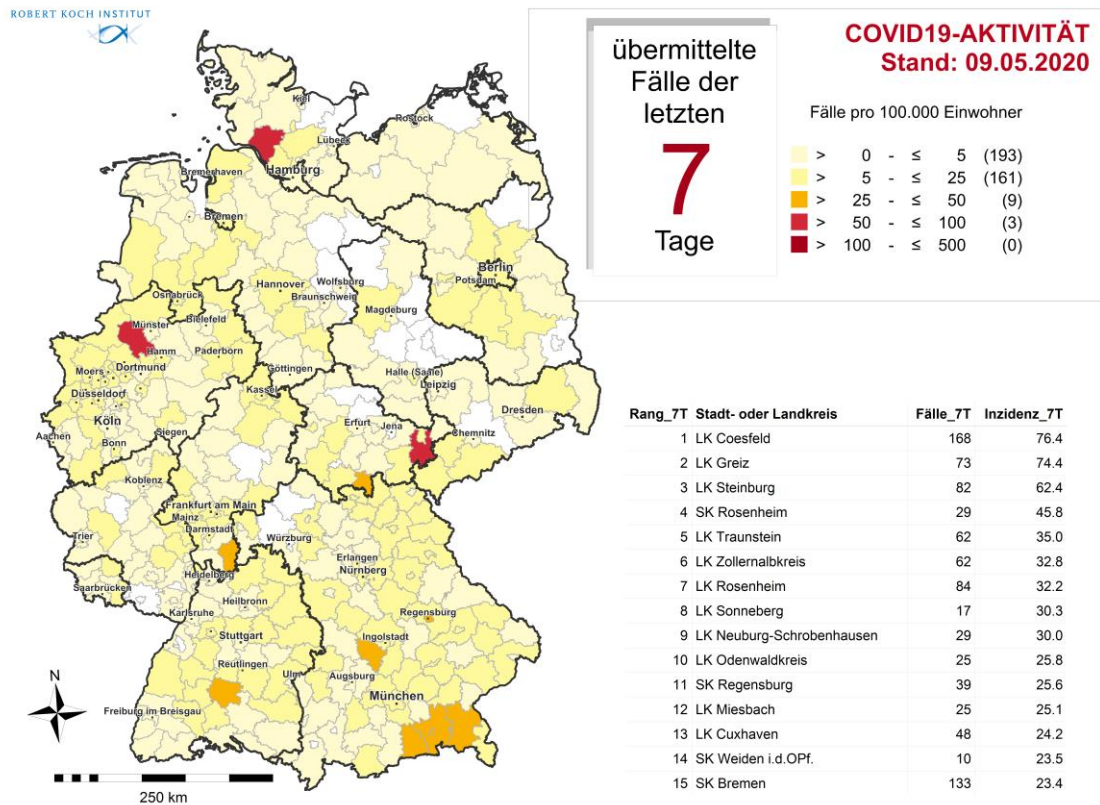 ROBERT KOCH INSTITUT
übermittelte
Fälle der
letzten
7
Tage
COVID19-AKTIVITÄT
Stand: 09.05.2020
Fälle pro 100.000 Einwohner
> 0 - ≤ 5 (193)
> 5 - ≤ 25 (161)
> 25 - ≤ 50 (9)
> 50 - ≤ 100 (3)
> 100 - ≤ 500 (0)
Kiel
Rostock
Lübeck
Hamburg
Bremerhaven
Bremen
Berlin
Potsdam
Wolfsburg
Hannover
Braunschweig
Osnabrück
Magdeburg
Bielefeld
Münster
Hamm
Paderborn
Dortmund
Moers
Göttingen
Halle (Saale)
Leipzig
Düsseldorf
Kassel
Dresden
Köln
Erfurt
Jena
Chemnitz
Siegen
Aachen
Bonn
Koblenz
Frankfurt am Main
Mainz
Darmstadt
Würzburg
Trier
Erlangen
Nürnberg
Heidelberg
Saarbrücken
Heilbronn
Karlsruhe
Regensburg
Stuttgart
Ingolstadt
Reutlingen
Ulm
Augsburg
München
Freiburg im Breisgau
N
250 km
Rang_7T Stadt- oder Landkreis Fälle_7T Inzidenz_7T
1 LK Coesfeld 168 76.4
2 LK Greiz 73 74.4
3 LK Steinburg 82 62.4
4 SK Rosenheim 29 45.8
5 LK Traunstein 62 35.0
6 LK Zollernalbkreis 62 32.8
7 LK Rosenheim 84 32.2
8 LK Sonneberg 17 30.3
9 LK Neuburg-Schrobenhausen 29 30.0
10 LK Odenwaldkreis 25 25.8
11 SK Regensburg 39 25.6
12 LK Miesbach 25 25.1
13 LK Cuxhaven 48 24.2
14 SK Weiden i.d.OPf. 10 23.5
15 SK Bremen 133 23.4